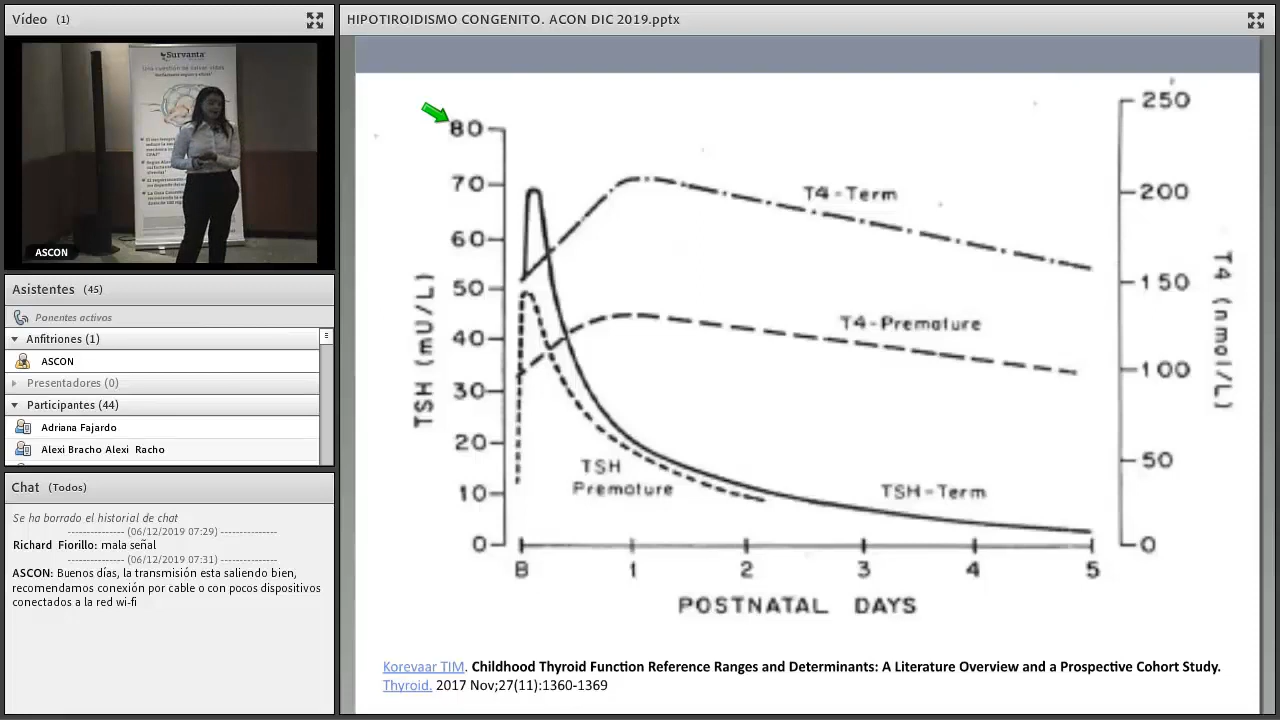 Vídeo (1)
Survanta
Una cuestión de salvar vidas
ASCON
Asistentes (45)
Ponentes activos
Anfitriones (1)
ASCON
Presentadores (0)
Participantes (44)
Adriana Fajardo
Alexi Bracho Alexi Racho
Chat (Todos)
Se ha borrado el historial de chat
--------------- (06/12/2019 07:29) ---------------
Richard Fiorillo: mala señal
--------------- (06/12/2019 07:31) ---------------
ASCON: Buenos días, la transmisión esta saliendo bien,
recomendamos conexión por cable o con pocos dispositivos
conectados a la red wi-fi
HIPOTIROIDISMO CONGENITO. ACON DIC 2019.pptx
80
70
60
50
40
30
20
10
0
TSH (mU/L)
T4-Term
T4-Premature
TSH
Premature
TSH-Term
250
200
150
100
50
0
T4 (nmol/L)
B 1 2 3 4 5
POSTNATAL DAYS
Korevaar TIM. Childhood Thyroid Function Reference Ranges and Determinants: A Literature Overview and a Prospective Cohort Study.
Thyroid. 2017 Nov;27(11):1360-1369